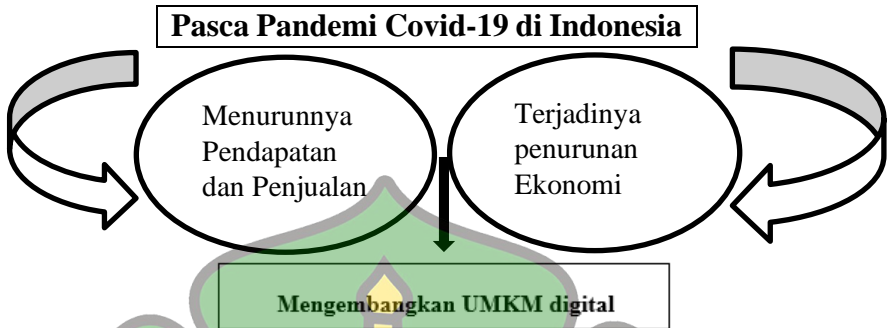 Pasca Pandemi Covid-19 di Indonesia
Menurunnya
Pendapatan
dan Penjualan
Terjadinya
penurunan
Ekonomi
Mengembangkan UMKM digital